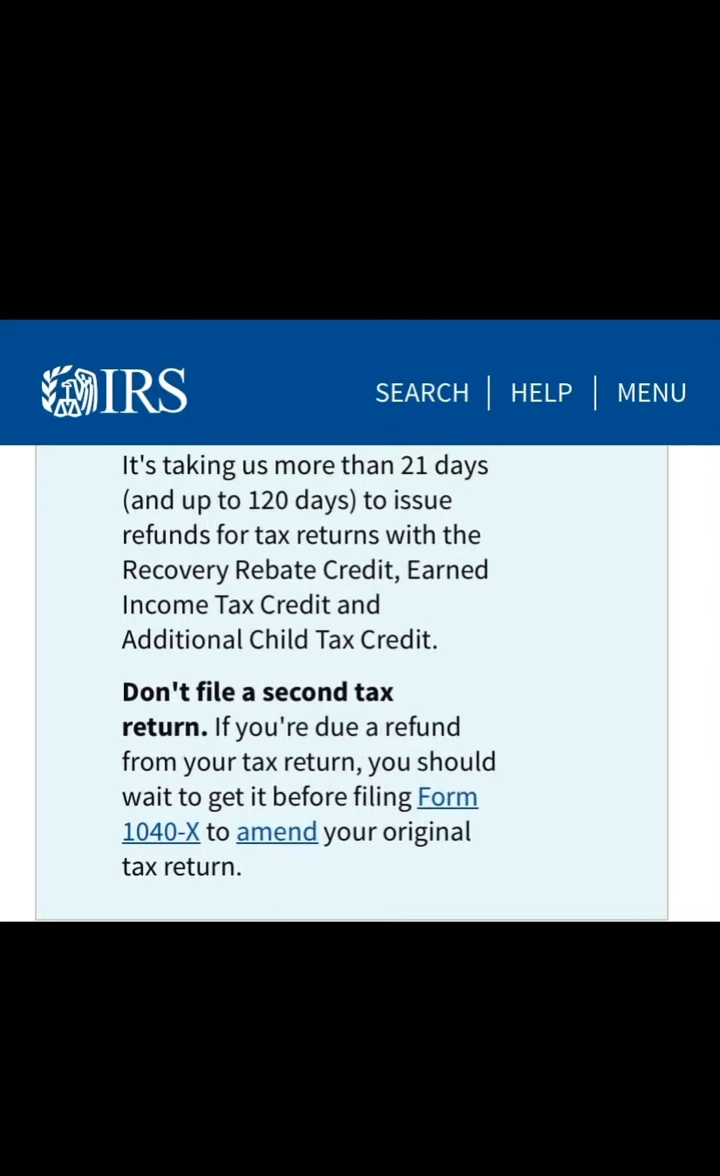 IRS
SEARCH | HELP | MENU
It's taking us more than 21 days
(and up to 120 days) to issue
refunds for tax returns with the
Recovery Rebate Credit, Earned
Income Tax Credit and
Additional Child Tax Credit.
Don't file a second tax
return. If you're due a refund
from your tax return, you should
wait to get it before filing Form
1040-X to amend your original
tax return.